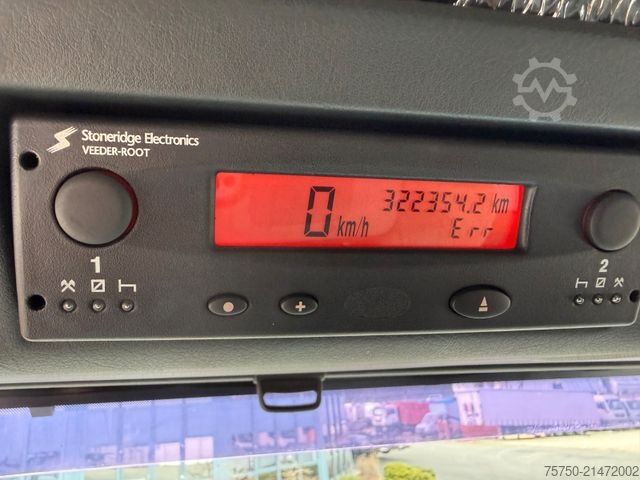 Stoneridge Electronics
VEEDER-ROOT
0 km/h
322354.2 km
Err
1
2
75750-21472002